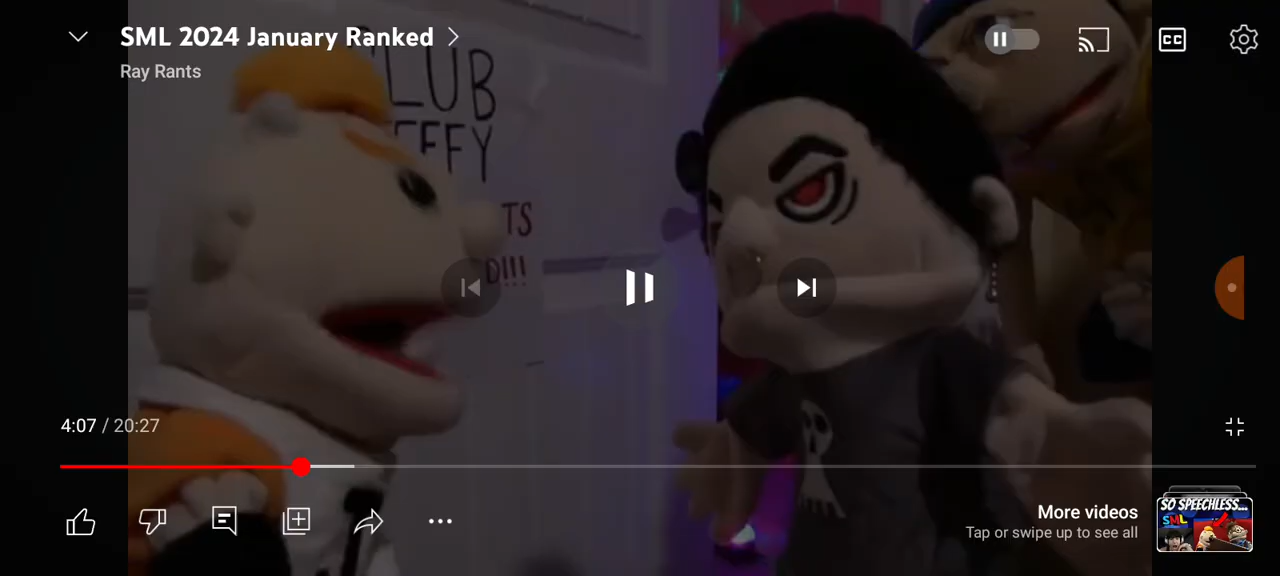 SML 2024 January Ranked
Ray Rants
CC
LUB
EFFY
TS
D!!!
4:07 / 20:27
More videos
Tap or swipe up to see all
SO SPEECHLESS...
SML